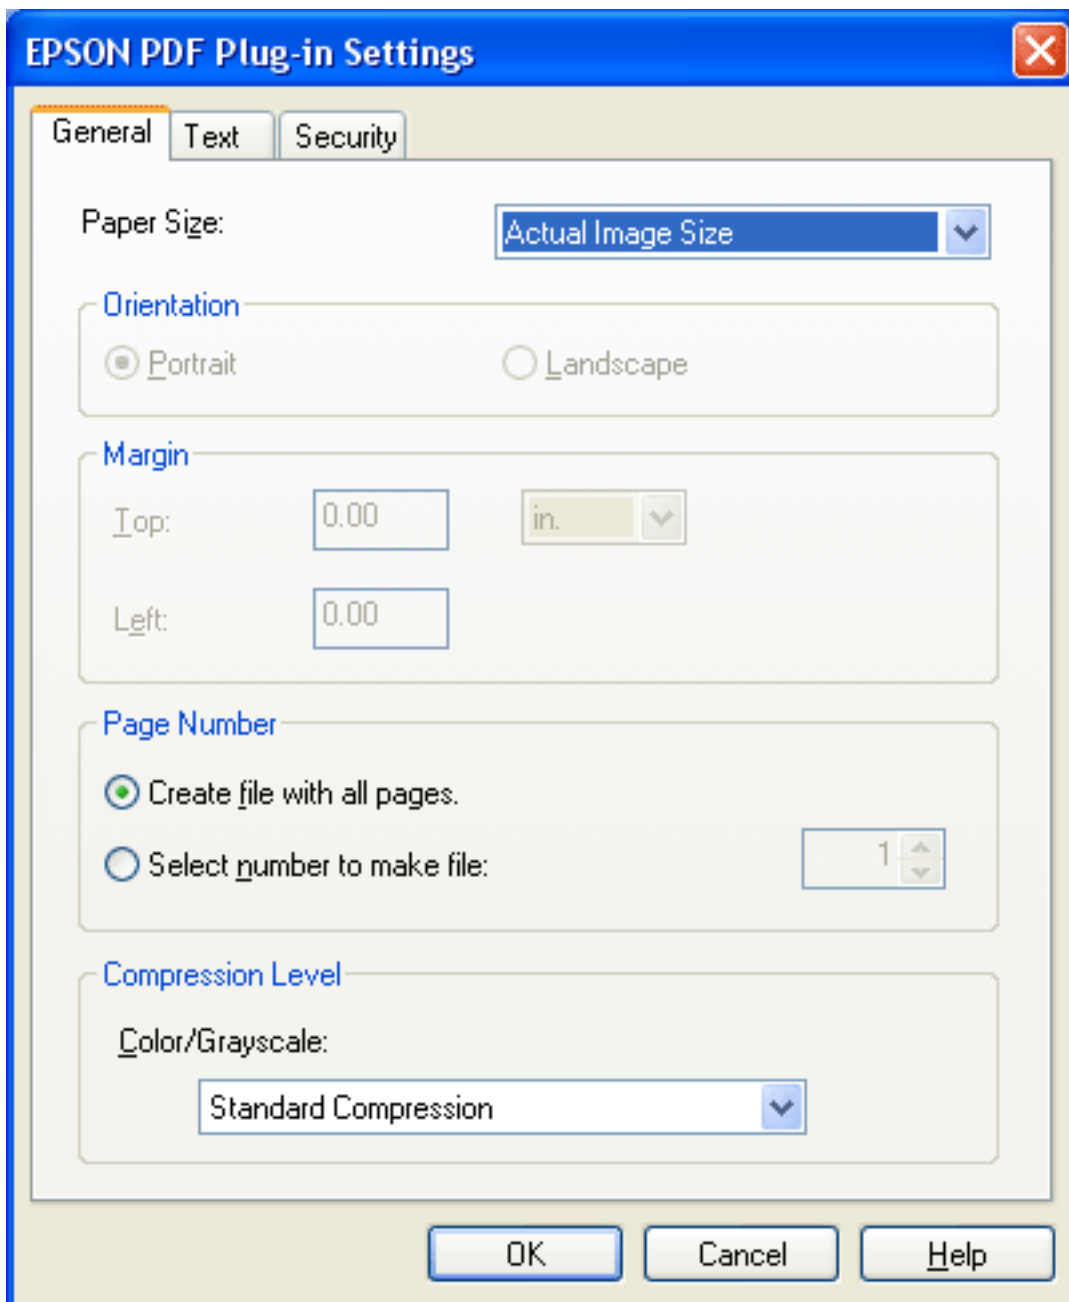 EPSON PDF Plug-in Settings
General Text Security
Paper Size: Actual Image Size
Orientation
Portrait Landscape
Margin
Top: 0.00 in.
Left: 0.00
Page Number
Create file with all pages.
Select number to make file: 1
Compression Level
Color/Grayscale:
Standard Compression
OK Cancel Help